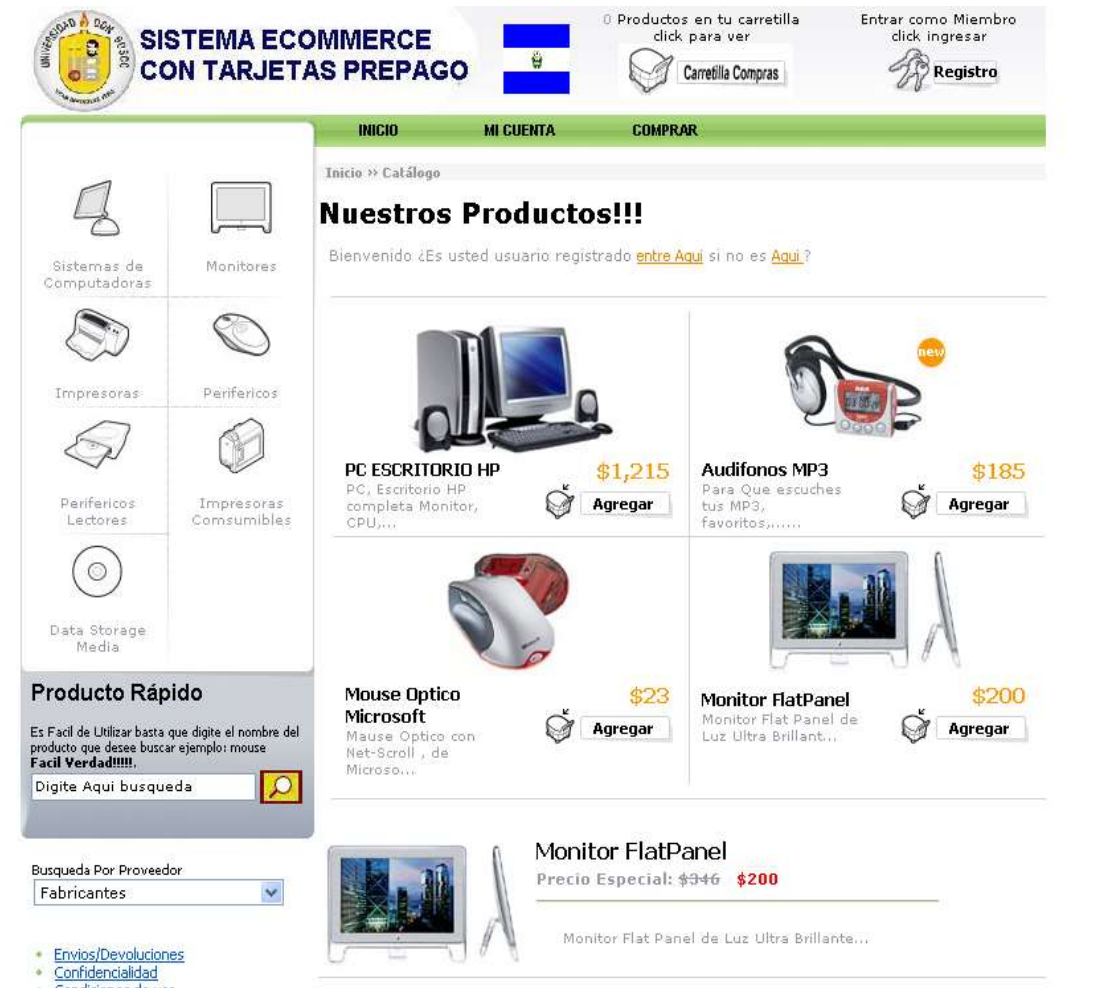 UNIVERSIDAD DON BOSCO
SISTEMA ECOMMERCE
CON TARJETAS PREPAGO
0 Productos en tu carretilla
click para ver
Carretilla Compras
Entrar como Miembro
click ingresar
Registro
INICIO MI CUENTA COMPRAR
Inicio » Catálogo
Nuestros Productos!!!
Bienvenido ¿Es usted usuario registrado entre Aqui si no es Aqui ?
Sistemas de
Computadoras
Monitores
Impresoras
Perifericos
Perifericos
Lectores
Impresoras
Comsumibles
Data Storage
Media
PC ESCRITORIO HP
$1,215
PC, Escritorio HP
completa Monitor,
CPU,...
Agregar
new
Audifonos MP3
$185
Para Que escuches
tus MP3,
favoritos,......
Agregar
Mouse Optico
Microsoft
$23
Mause Optico con
Net-Scroll , de
Microso...
Agregar
Monitor FlatPanel
$200
Monitor Flat Panel de
Luz Ultra Brillant...
Agregar
Producto Rápido
Es Facil de Utilizar basta que digite el nombre del
producto que desee buscar ejemplo: mouse
Facil Verdad!!!!!.
Digite Aqui busqueda
Busqueda Por Proveedor
Fabricantes
Envios/Devoluciones
Confidencialidad
Monitor FlatPanel
Precio Especial: $346 $200
Monitor Flat Panel de Luz Ultra Brillante...